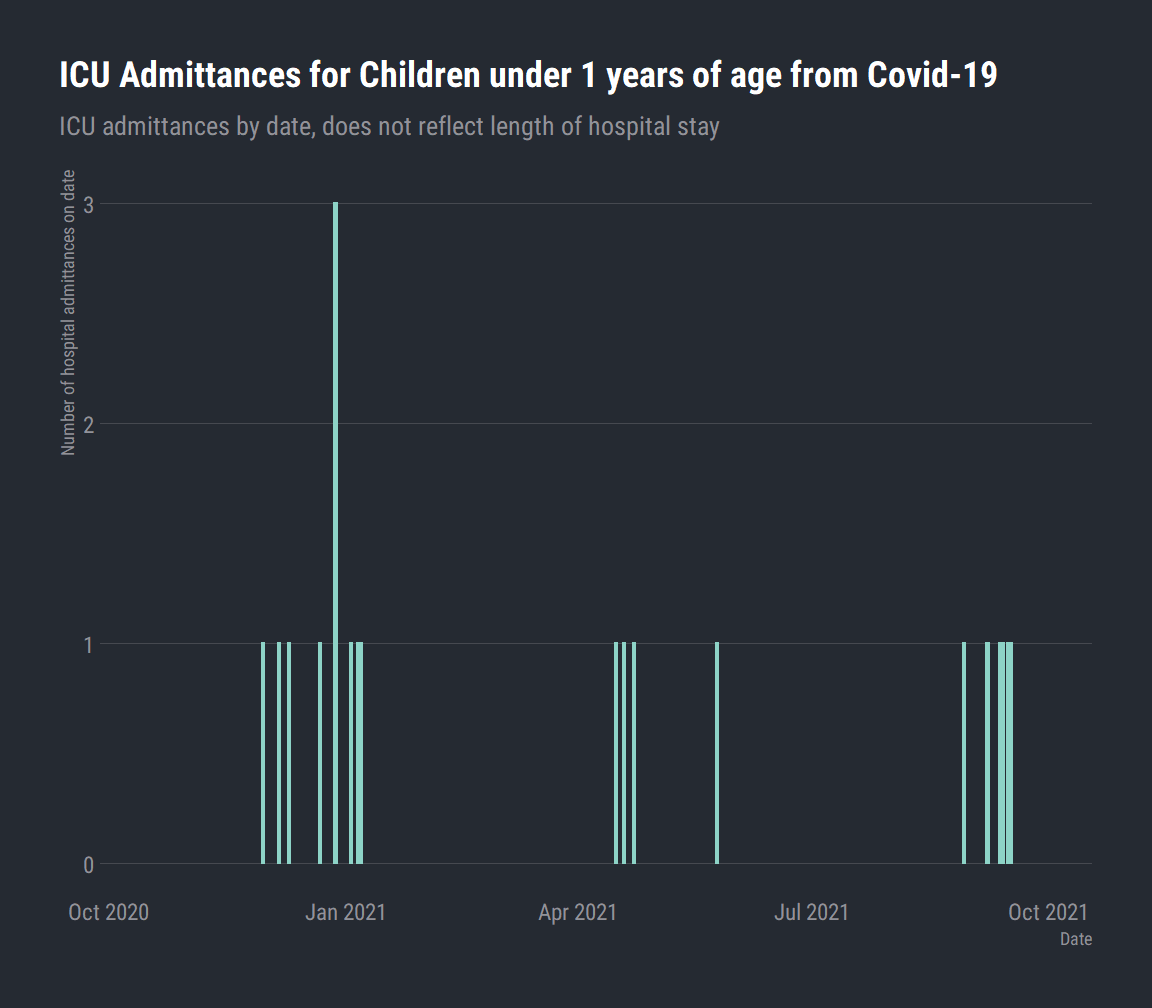 ICU Admittances for Children under 1 years of age from Covid-19
ICU admittances by date, does not reflect length of hospital stay
Number of hospital admittances on date
3
2
1
0
Oct 2020 Jan 2021 Apr 2021 Jul 2021 Oct 2021
Date